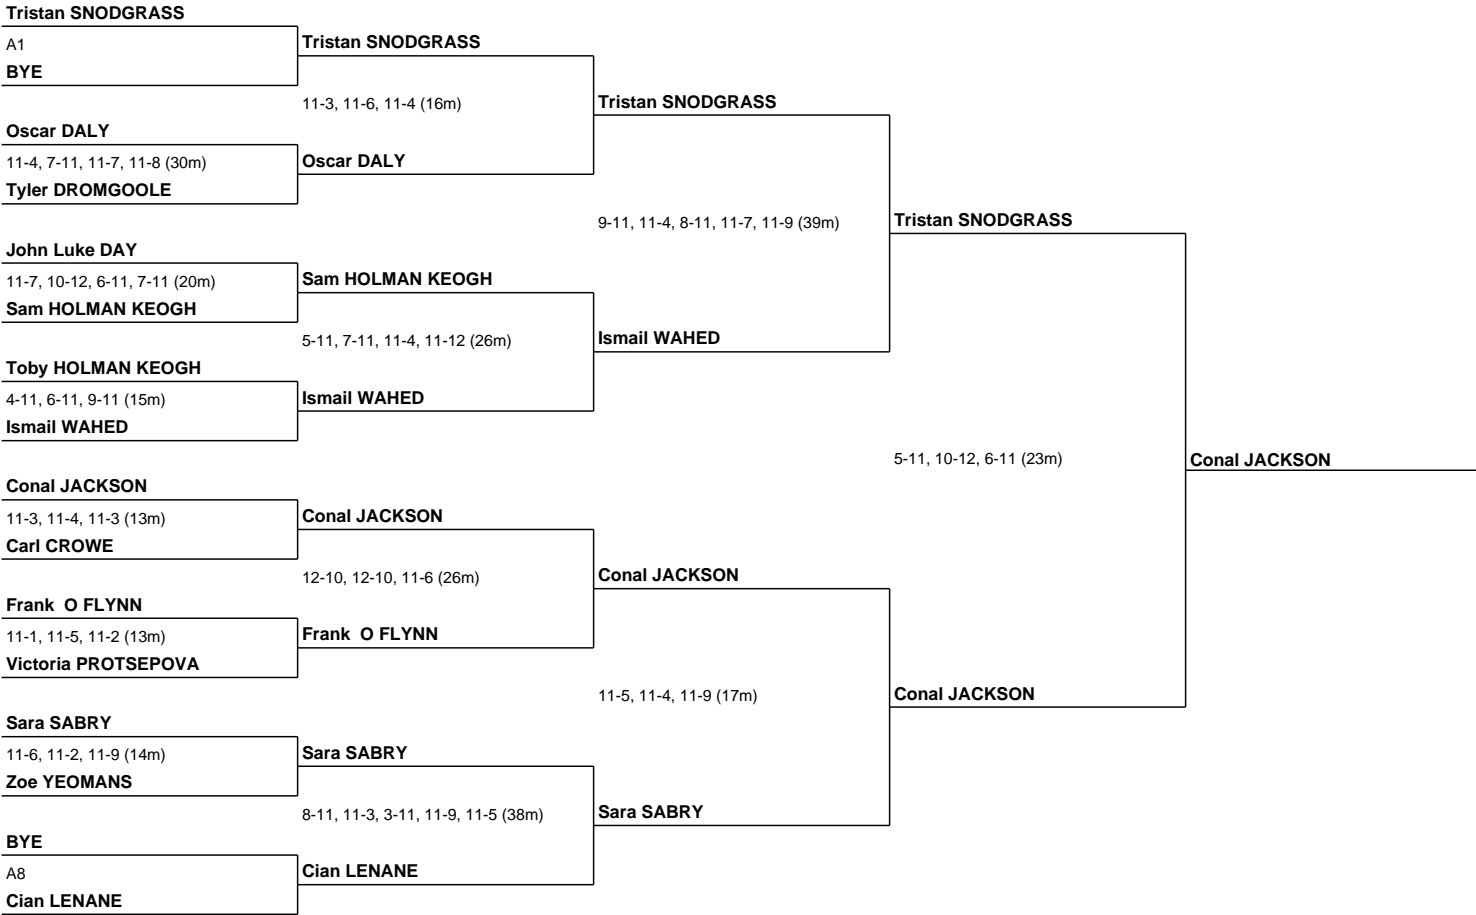 Tristan SNODGRASS
A1
BYE
Oscar DALY
11-4, 7-11, 11-7, 11-8 (30m)
Tyler DROMGOOLE
John Luke DAY
11-7, 10-12, 6-11, 7-11 (20m)
Sam HOLMAN KEOGH
Toby HOLMAN KEOGH
4-11, 6-11, 9-11 (15m)
Ismail WAHED
Conal JACKSON
11-3, 11-4, 11-3 (13m)
Carl CROWE
Frank  O FLYNN
11-1, 11-5, 11-2 (13m)
Victoria PROTSEPOVA
Sara SABRY
11-6, 11-2, 11-9 (14m)
Zoe YEOMANS
BYE
A8
Cian LENANE
Tristan SNODGRASS
11-3, 11-6, 11-4 (16m)
Oscar DALY
Sam HOLMAN KEOGH
5-11, 7-11, 11-4, 11-12 (26m)
Ismail WAHED
Conal JACKSON
12-10, 12-10, 11-6 (26m)
Frank  O FLYNN
Sara SABRY
8-11, 11-3, 3-11, 11-9, 11-5 (38m)
Cian LENANE
Tristan SNODGRASS
9-11, 11-4, 8-11, 11-7, 11-9 (39m)
Ismail WAHED
Conal JACKSON
11-5, 11-4, 11-9 (17m)
Sara SABRY
Tristan SNODGRASS
5-11, 10-12, 6-11 (23m)
Conal JACKSON
Conal JACKSON